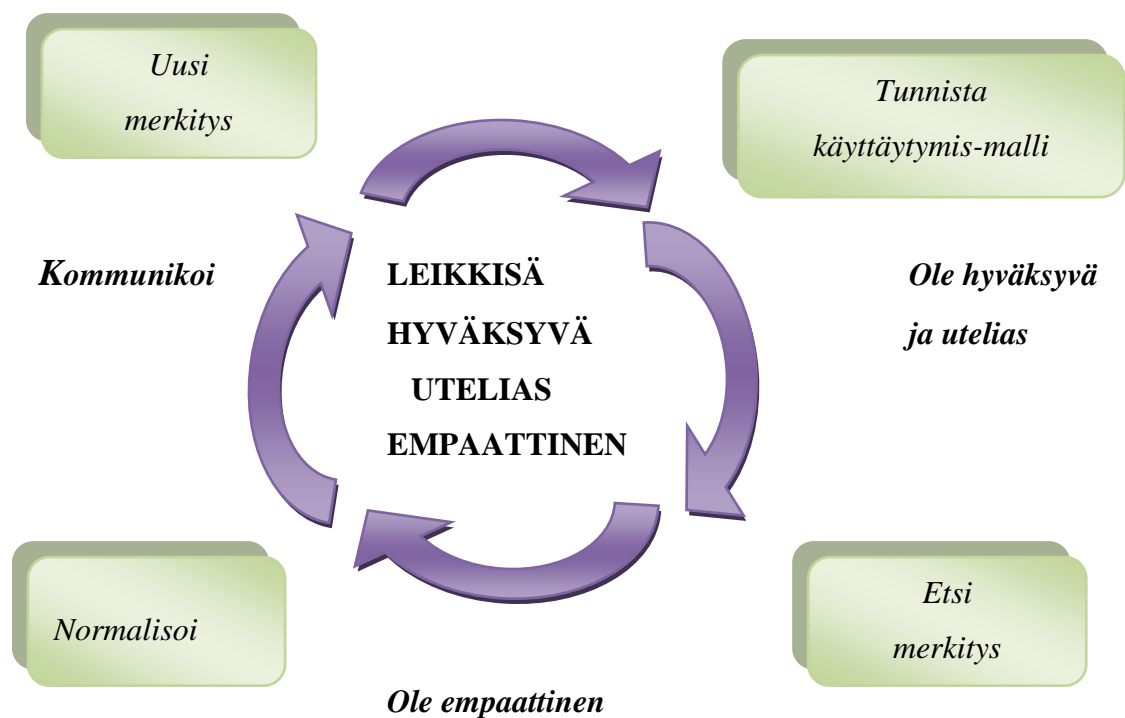 Uusi
merkitys
Tunnista
käyttäytymis-malli
Kommunikoi
LEIKKISÄ
HYVÄKSYVÄ
UTELIAS
EMPAATTINEN
Ole hyväksyvä
ja utelias
Normalisoi
Etsi
merkitys
Ole empaattinen